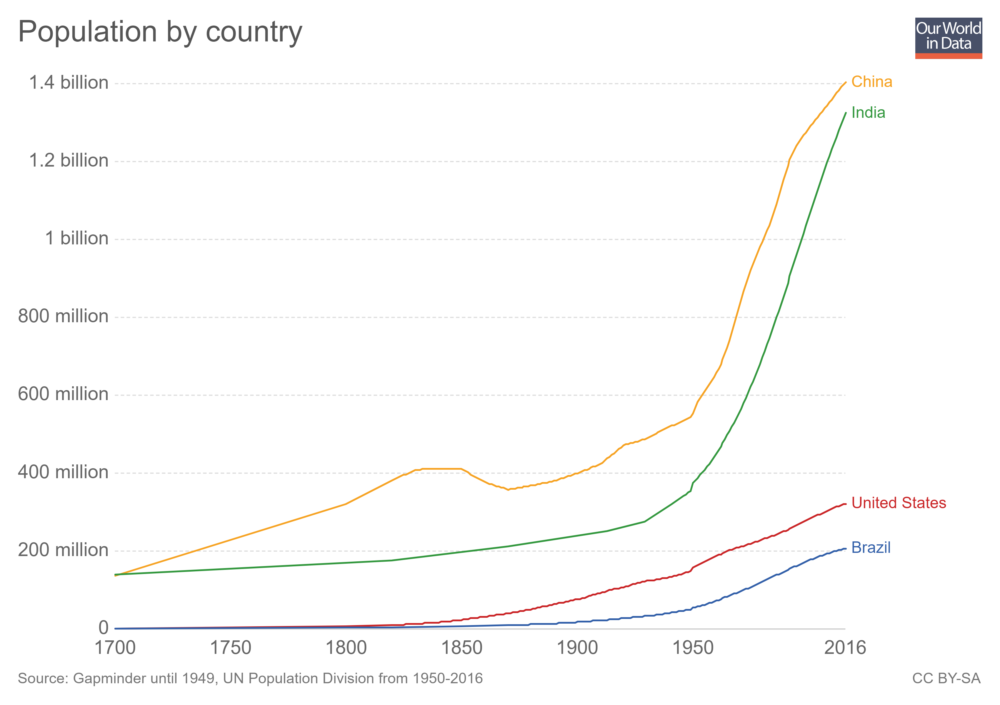 Population by country
Our World
in Data
1.4 billion
1.2 billion
1 billion
800 million
600 million
400 million
200 million
0
China
India
United States
Brazil
1700 1750 1800 1850 1900 1950 2016
Source: Gapminder until 1949, UN Population Division from 1950-2016
CC BY-SA